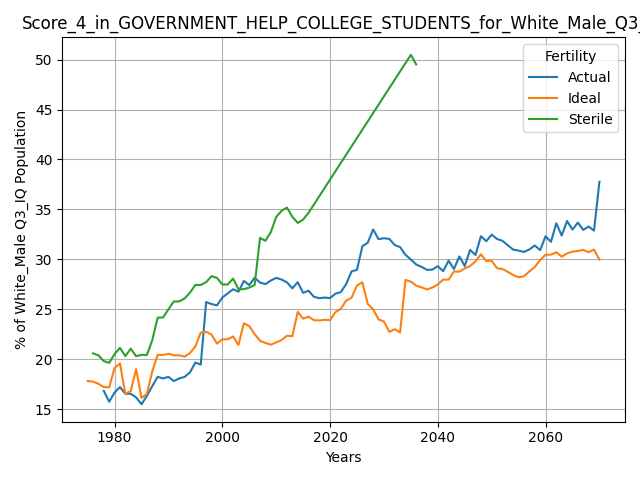 Score_4_in_GOVERNMENT_HELP_COLLEGE_STUDENTS_for_White_Male_Q3_
Fertility
Actual
Ideal
Sterile
% of White_Male Q3_IQ Population
50
45
40
35
30
25
20
15
1980 2000 2020 2040 2060
Years